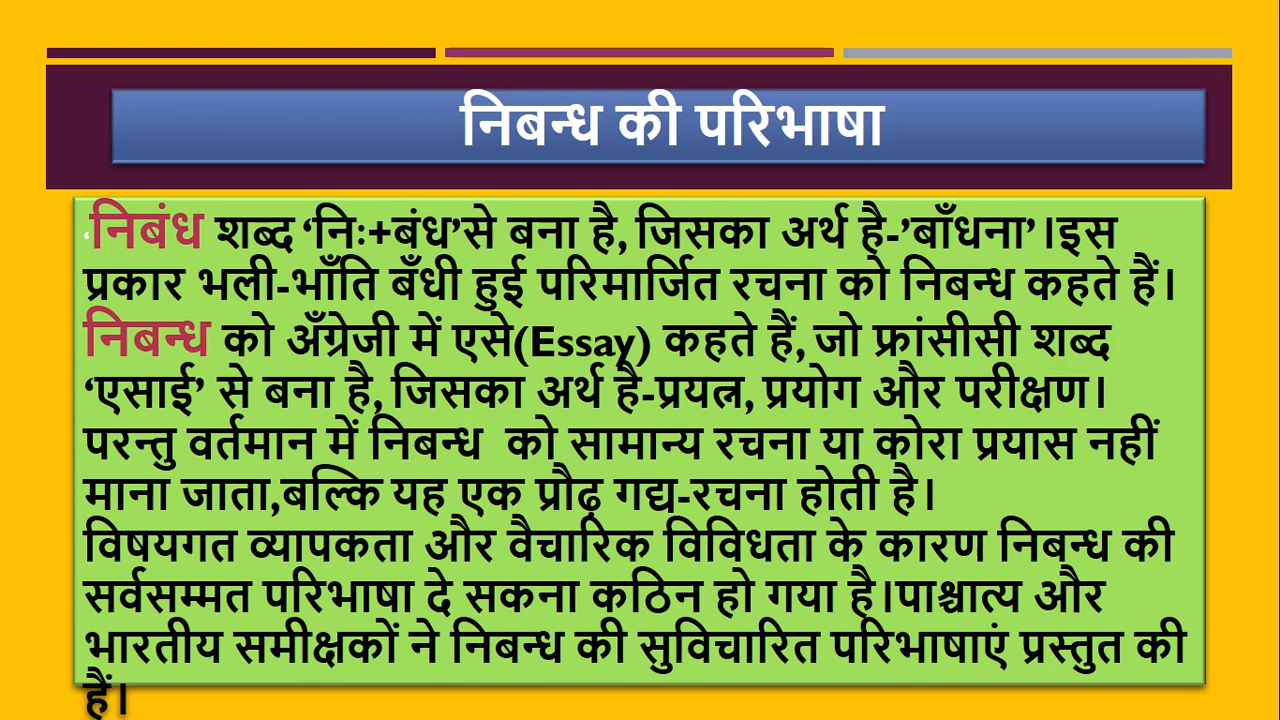 निबन्ध की परिभाषा
‘निबंध शब्द ‘निः+बंध’से बना है, जिसका अर्थ है-’बाँधना’।इस
प्रकार भली-भाँति बँधी हुई परिमार्जित रचना को निबन्ध कहते हैं।
निबन्ध को अँग्रेजी में एसे(Essay) कहते हैं, जो फ्रांसीसी शब्द
‘एसाई’ से बना है, जिसका अर्थ है-प्रयत्न, प्रयोग और परीक्षण।
परन्तु वर्तमान में निबन्ध  को सामान्य रचना या कोरा प्रयास नहीं
माना जाता,बल्कि यह एक प्रौढ़ गद्य-रचना होती है।
विषयगत व्यापकता और वैचारिक विविधता के कारण निबन्ध की
सर्वसम्मत परिभाषा दे सकना कठिन हो गया है।पाश्चात्य और
भारतीय समीक्षकों ने निबन्ध की सुविचारित परिभाषाएं प्रस्तुत की
हैं।